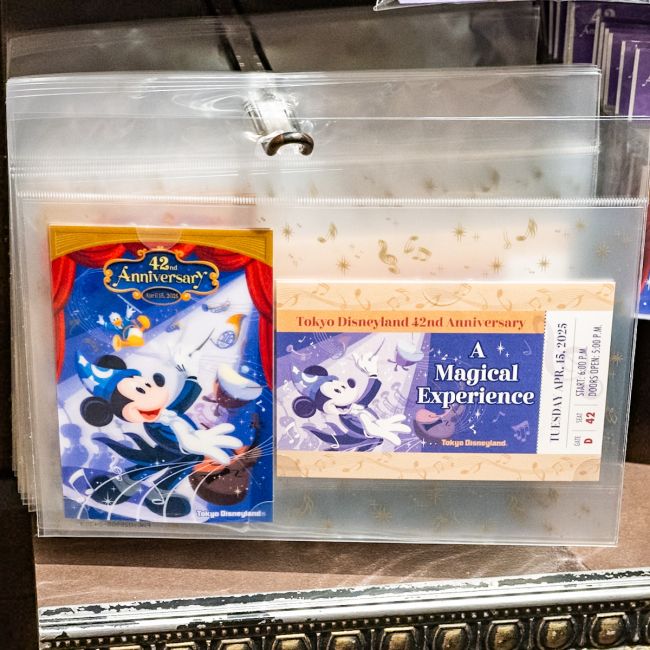 42nd
Anniversary
April 15, 2025
Tokyo Disneyland
Tokyo Disneyland 42nd Anniversary
A
Magical
Experience
Tokyo Disneyland
TUESDAY APR. 15, 2025
GATE SEAT
D 42
START: 6:00 P.M.
DOORS OPEN: 5:00 P.M.